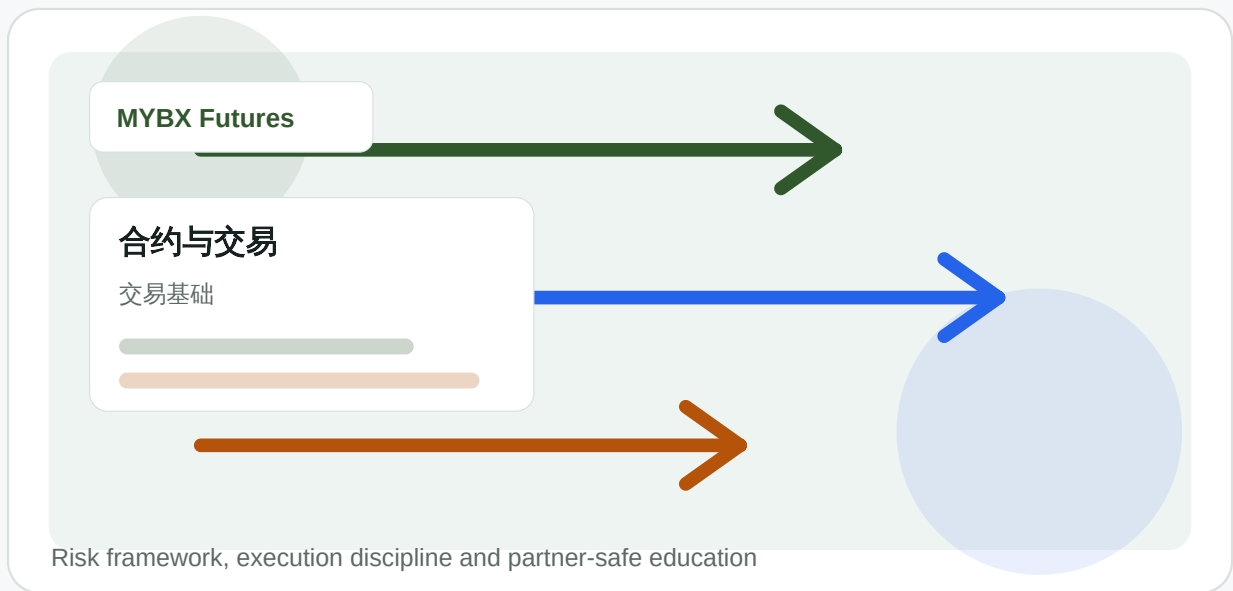 MYBX Futures
合约与交易
交易基础
Risk framework, execution discipline and partner-safe education